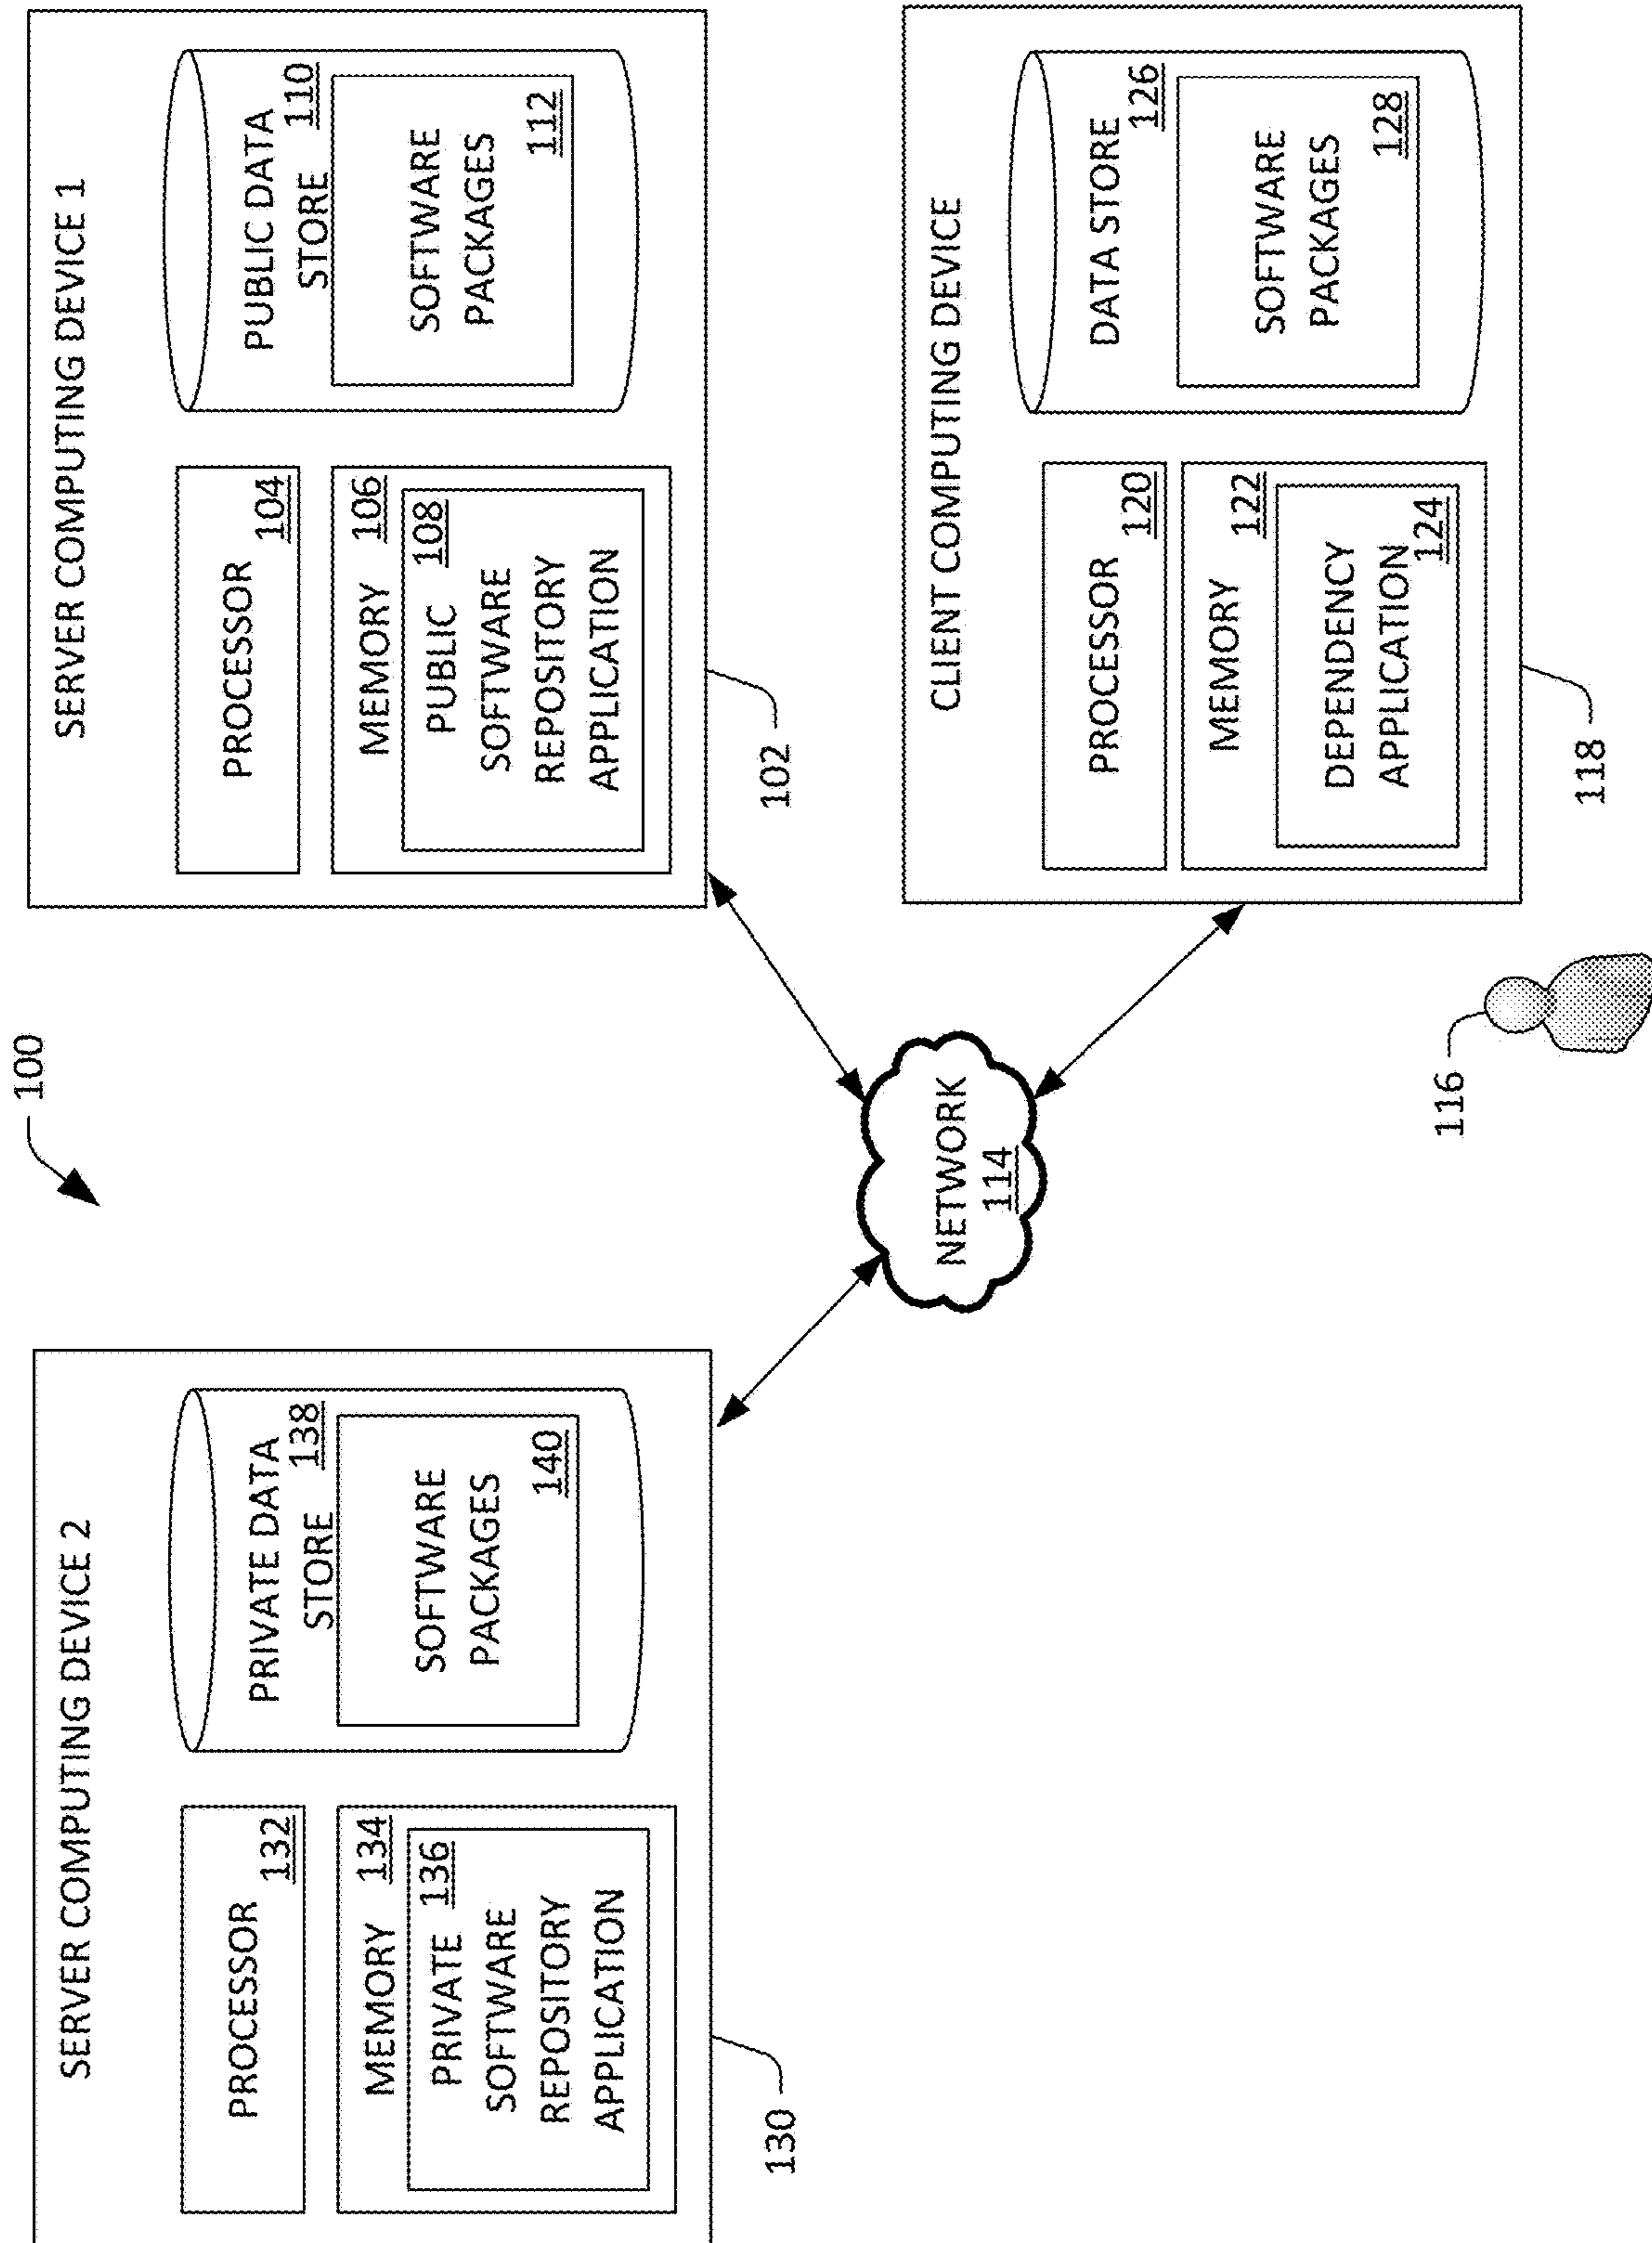 100
SERVER COMPUTING DEVICE 2
PROCESSOR
132
MEMORY 134
PRIVATE 136
SOFTWARE
REPOSITORY
APPLICATION
PRIVATE DATA
STORE 138
SOFTWARE
PACKAGES
140
130
SERVER COMPUTING DEVICE 1
PROCESSOR
104
MEMORY 106
PUBLIC 108
SOFTWARE
REPOSITORY
APPLICATION
PUBLIC DATA
STORE 110
SOFTWARE
PACKAGES
112
102
NETWORK
114
CLIENT COMPUTING DEVICE
PROCESSOR
120
MEMORY 122
DEPENDENCY
APPLICATION
124
DATA STORE
126
SOFTWARE
PACKAGES
128
118
116